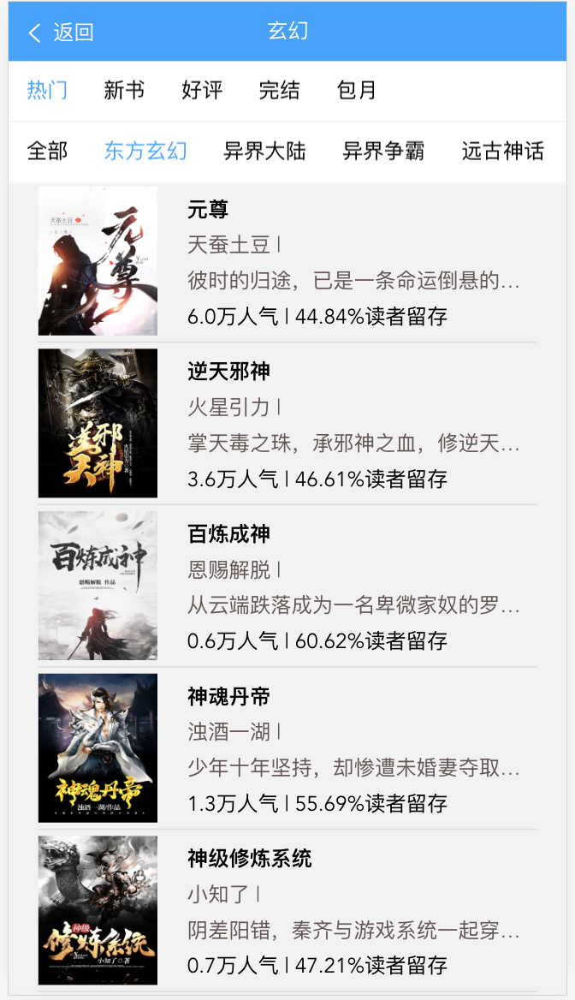 返回
玄幻
热门 新书 好评 完结 包月
全部 东方玄幻 异界大陆 异界争霸 远古神话
天蚕土豆
元尊
元尊
天蚕土豆 |
彼时的归途，已是一条命运倒悬的...
6.0万人气 | 44.84%读者留存
逆天邪神
火星引力 著
逆天邪神
火星引力 |
掌天毒之珠，承邪神之血，修逆天...
3.6万人气 | 46.61%读者留存
百炼成神
恩赐解脱 作品
百炼成神
恩赐解脱 |
从云端跌落成为一名卑微家奴的罗...
0.6万人气 | 60.62%读者留存
神魂丹帝
浊酒一湖/作品
SHENHUNDANDI
神魂丹帝
浊酒一湖 |
少年十年坚持，却惨遭未婚妻夺取...
1.3万人气 | 55.69%读者留存
神级
修炼系统
小知了◎著
神级修炼系统
小知了 |
阴差阳错，秦齐与游戏系统一起穿...
0.7万人气 | 47.21%读者留存